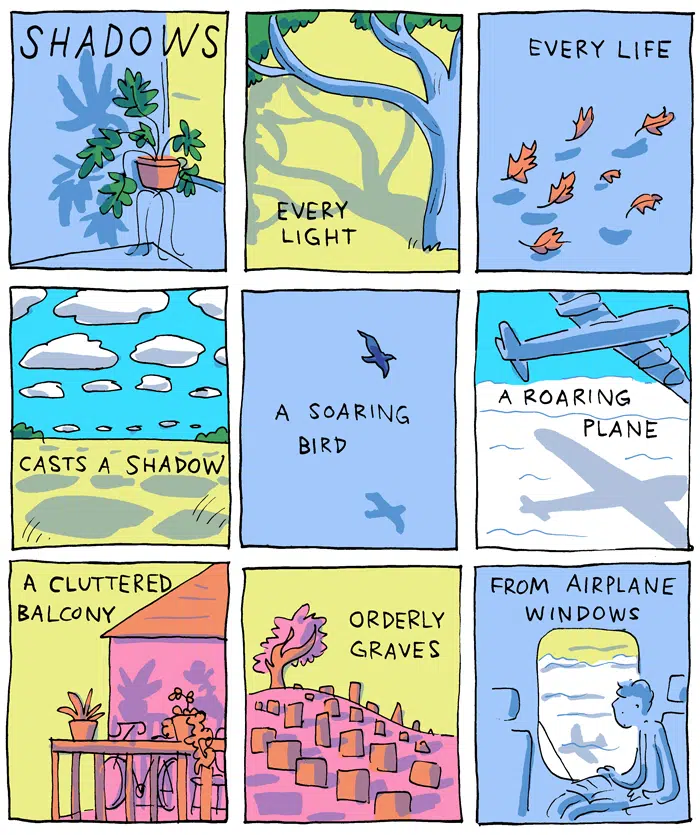 SHADOWS
EVERY
LIGHT
EVERY LIFE
CASTS A SHADOW
A SOARING
BIRD
A ROARING
PLANE
A CLUTTERED
BALCONY
ORDERLY
GRAVES
FROM AIRPLANE
WINDOWS